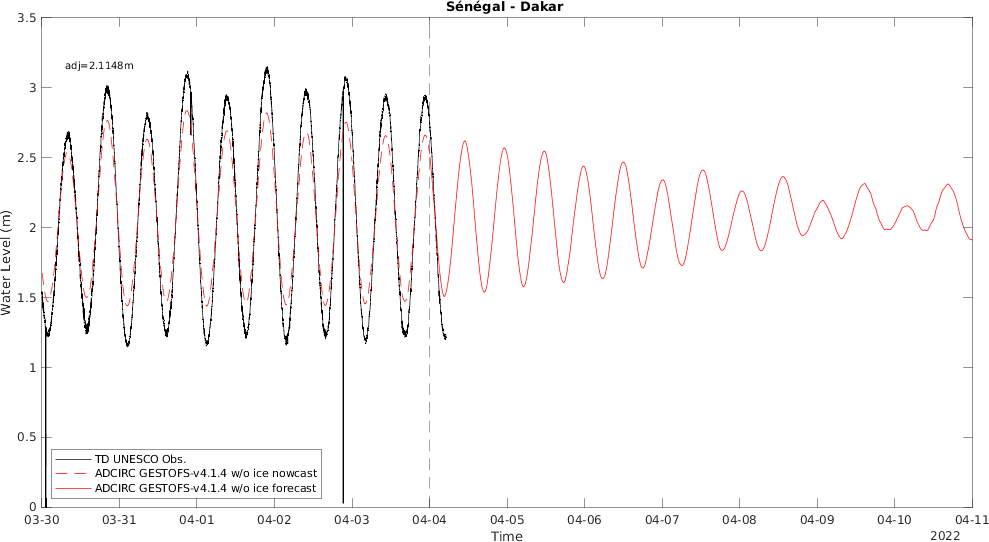 Sénégal - Dakar
3.5
3
2.5
2
1.5
1
0.5
0
Water Level (m)
adj=2.1148m
TD UNESCO Obs.
ADCIRC GESTOFS-v4.1.4 w/o ice nowcast
ADCIRC GESTOFS-v4.1.4 w/o ice forecast
03-30 03-31 04-01 04-02 04-03 04-04 04-05 04-06 04-07 04-08 04-09 04-10 04-11
Time
2022